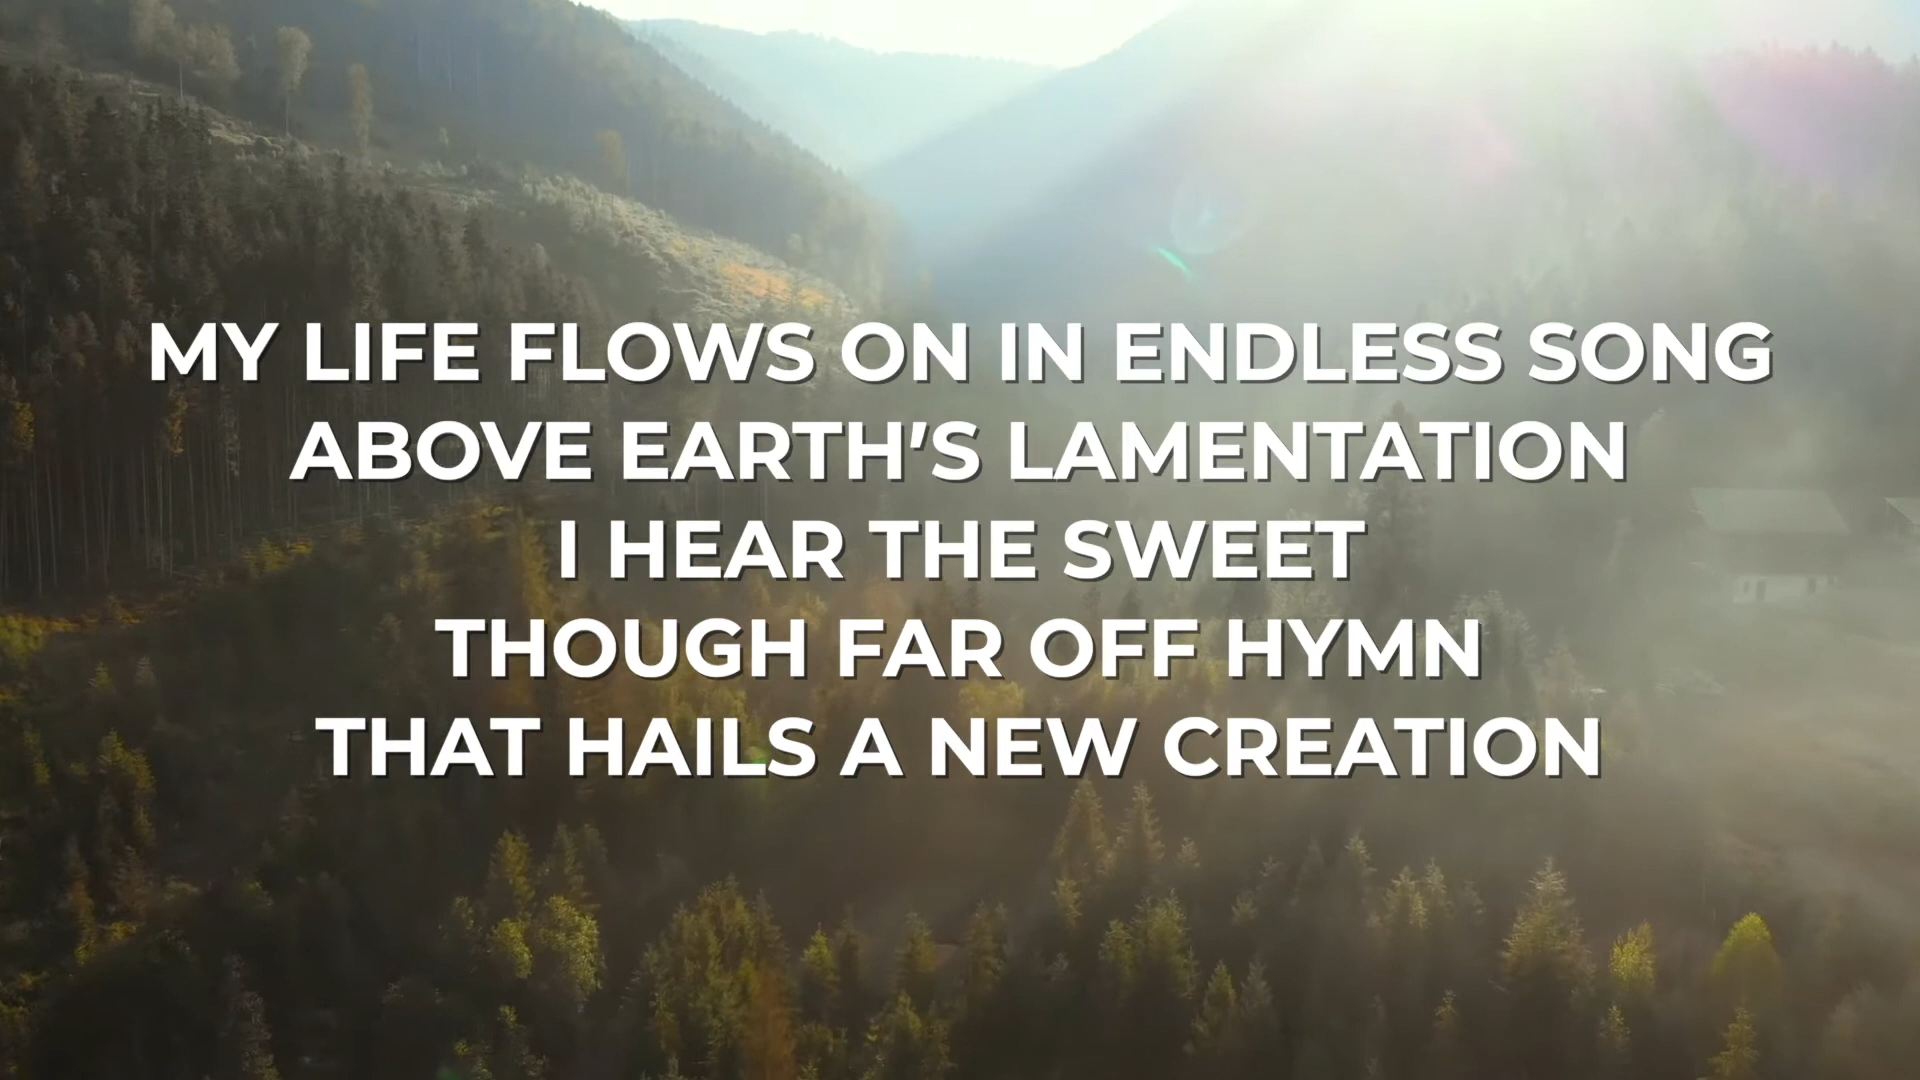 MY LIFE FLOWS ON IN ENDLESS SONG
ABOVE EARTH'S LAMENTATION
I HEAR THE SWEET
THOUGH FAR OFF HYMN
THAT HAILS A NEW CREATION